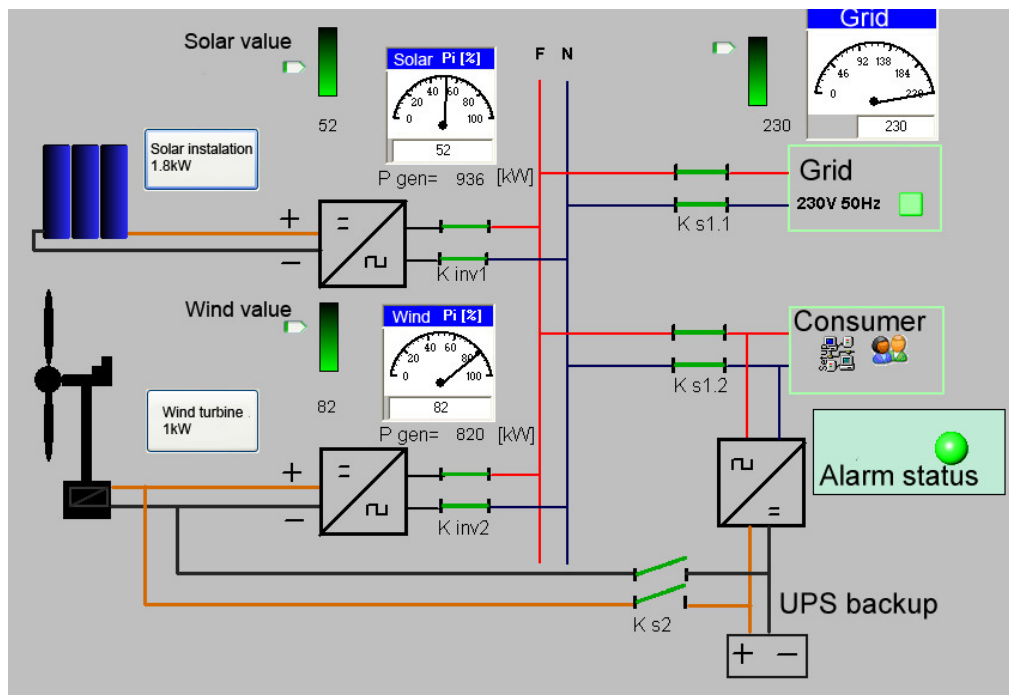 Solar value
52
Solar Pi [%]
0 20 40 60 80 100
52
P gen= 936 [kW]
F N
230
Grid
0 46 92 138 184 220
230
Solar instalation
1.8kW
+
−
K inv1
K s1.1
Grid
230V 50Hz
Wind value
82
Wind Pi [%]
0 20 40 60 80 100
82
P gen= 820 [kW]
Wind turbine
1kW
+
−
K inv2
K s1.2
Consumer
Alarm status
K s2
UPS backup
+ −